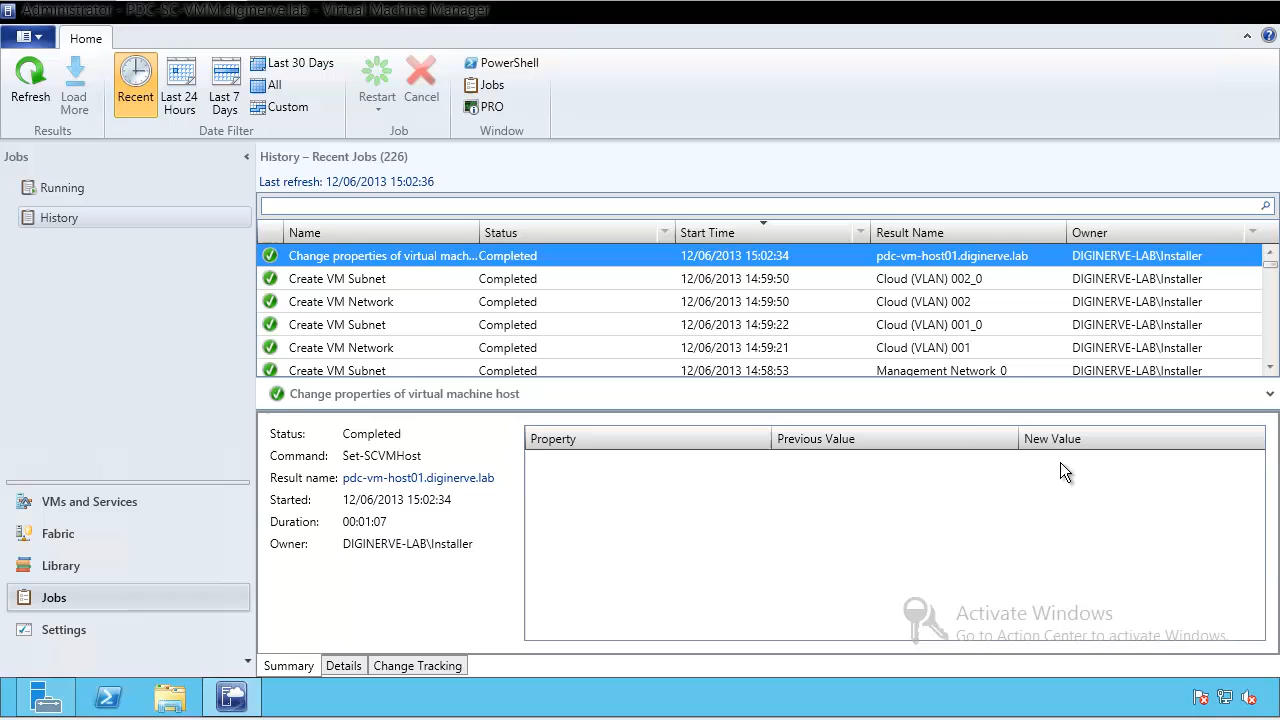 Administrator - PDC-SC-VMM.diginerve.lab - Virtual Machine Manager
Home
Refresh
Load More
Results
Recent
Last 24 Hours
Last 7 Days
Last 30 Days
All
Custom
Date Filter
Restart
Cancel
Job
PowerShell
Jobs
PRO
Window
Jobs
Running
History
VMs and Services
Fabric
Library
Jobs
Settings
History – Recent Jobs (226)
Last refresh: 12/06/2013 15:02:36
Name Status Start Time Result Name Owner
Change properties of virtual mach... Completed 12/06/2013 15:02:34 pdc-vm-host01.diginerve.lab DIGINERVE-LAB\Installer
Create VM Subnet Completed 12/06/2013 14:59:50 Cloud (VLAN) 002_0 DIGINERVE-LAB\Installer
Create VM Network Completed 12/06/2013 14:59:50 Cloud (VLAN) 002 DIGINERVE-LAB\Installer
Create VM Subnet Completed 12/06/2013 14:59:22 Cloud (VLAN) 001_0 DIGINERVE-LAB\Installer
Create VM Network Completed 12/06/2013 14:59:21 Cloud (VLAN) 001 DIGINERVE-LAB\Installer
Create VM Subnet Completed 12/06/2013 14:58:53 Management Network_0 DIGINERVE-LAB\Installer
Change properties of virtual machine host
Status: Completed
Command: Set-SCVMHost
Result name: pdc-vm-host01.diginerve.lab
Started: 12/06/2013 15:02:34
Duration: 00:01:07
Owner: DIGINERVE-LAB\Installer
Property Previous Value New Value
Activate Windows
Go to Action Center to activate Windows.
Summary Details Change Tracking